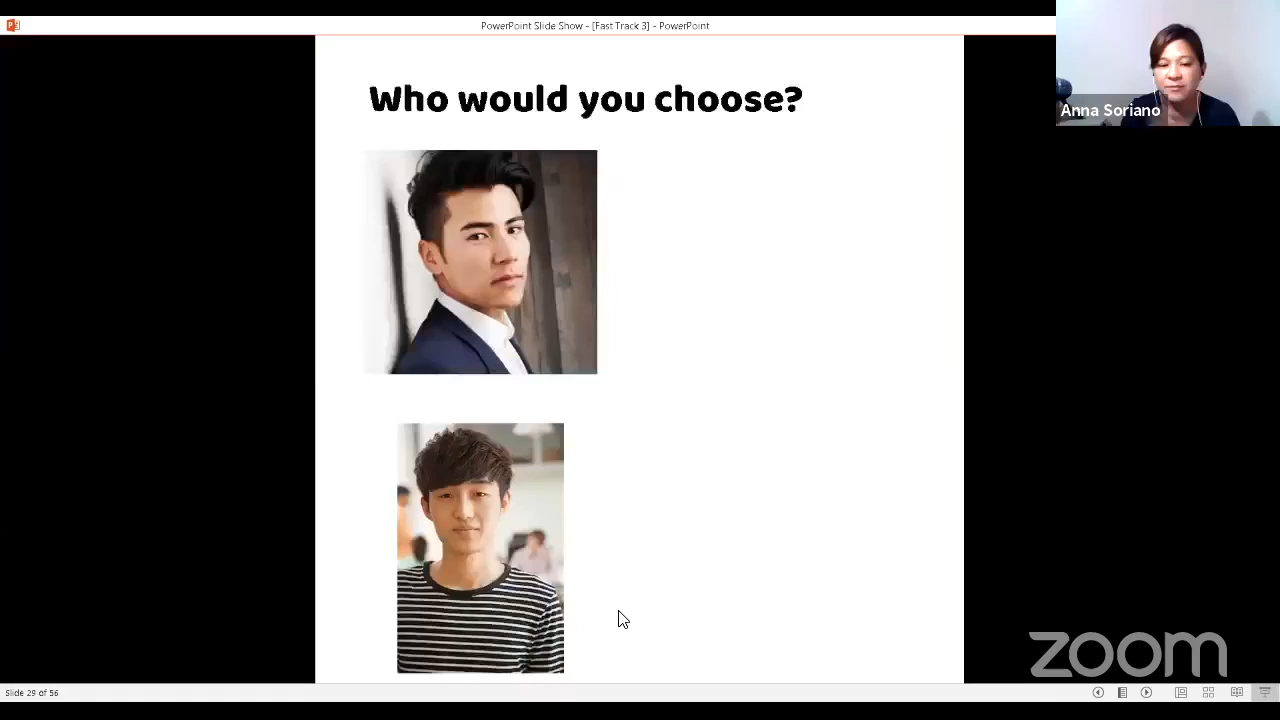 PowerPoint Slide Show - [Fast Track 3] - PowerPoint
Who would you choose?
Anna Soriano
zoom
Slide 29 of 56